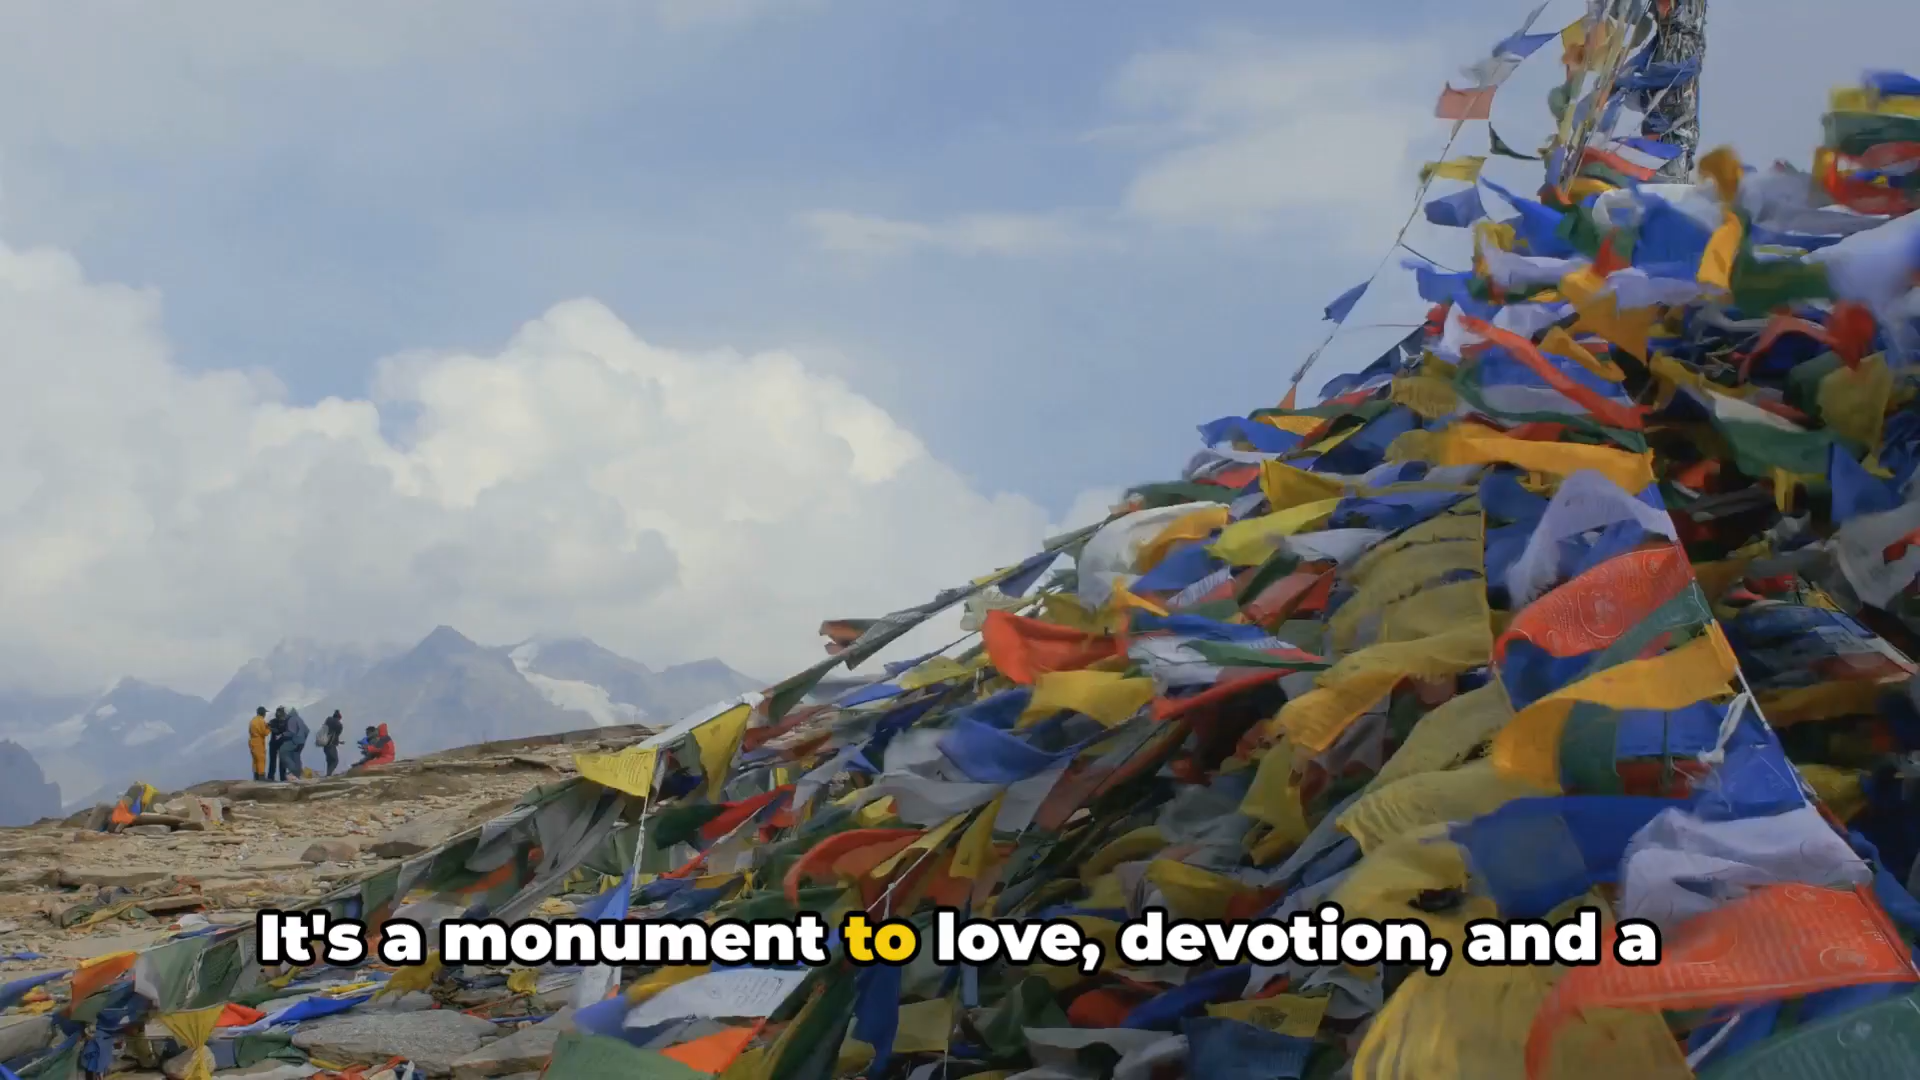 It's a monument to love, devotion, and a